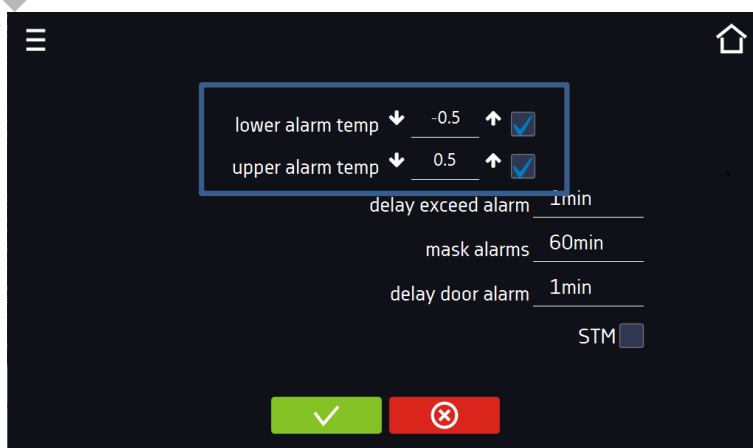 lower alarm temp -0.5
upper alarm temp 0.5
delay exceed alarm 1min
mask alarms 60min
delay door alarm 1min
STM